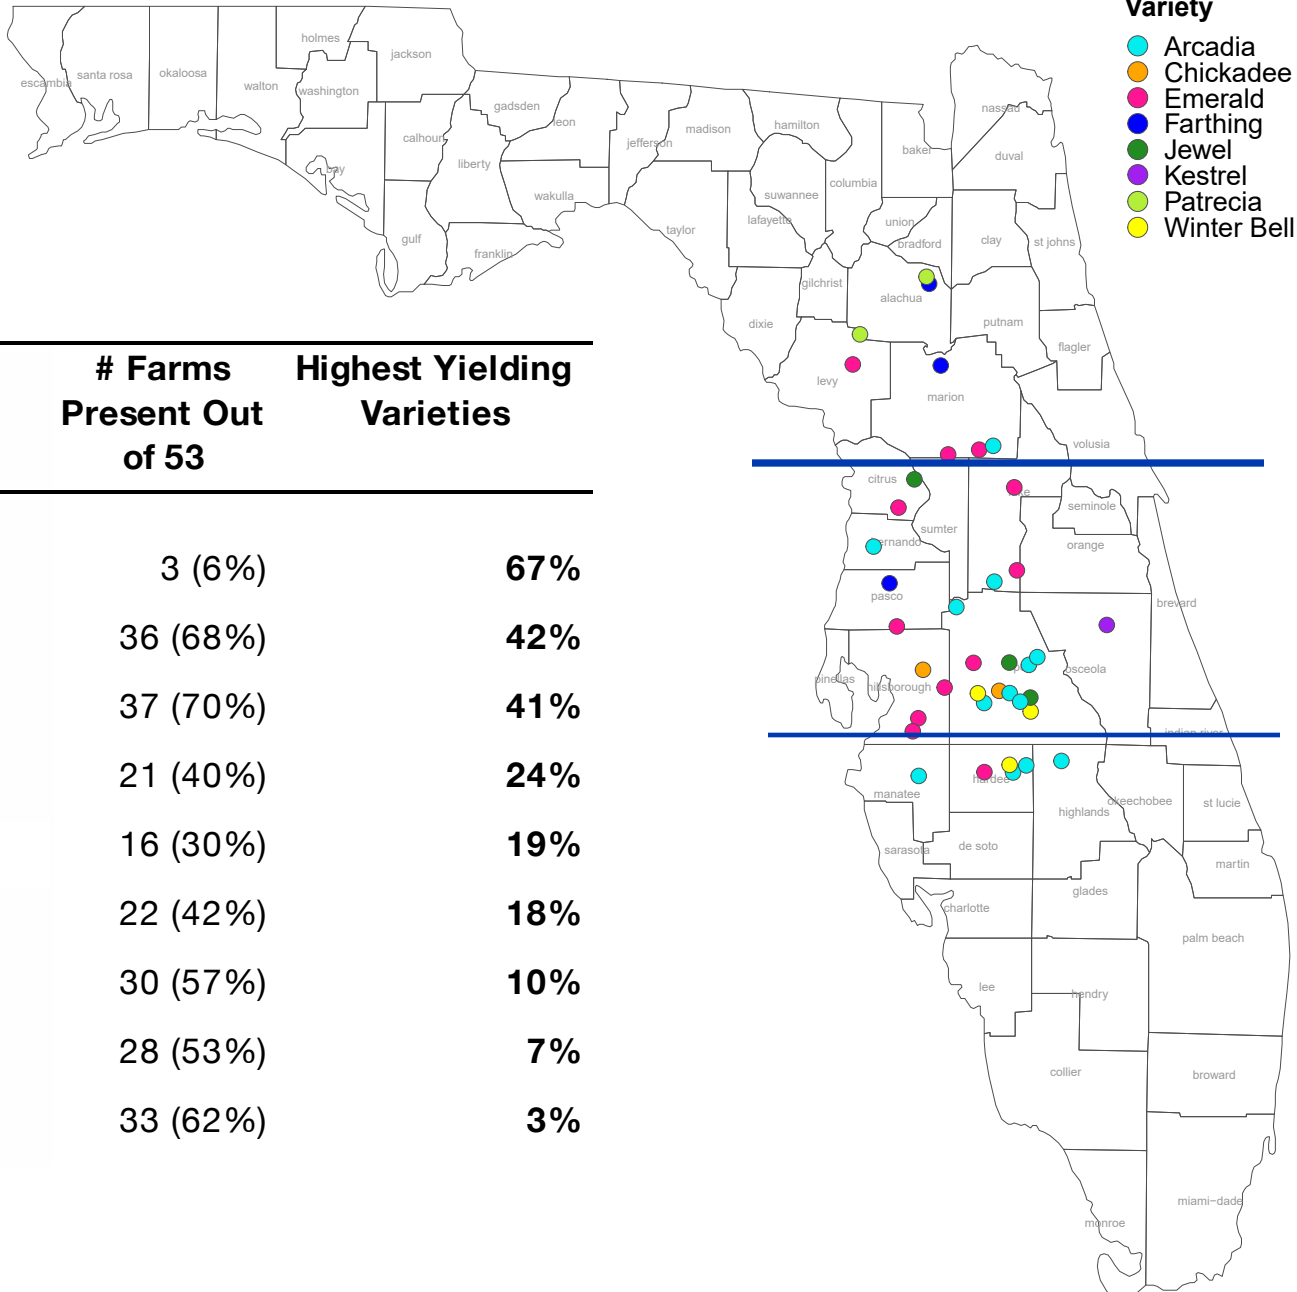 Variety
Arcadia
Chickadee
Emerald
Farthing
Jewel
Kestrel
Patrecia
Winter Bell
holmes
jackson
escambia
santa rosa
okaloosa
walton
washington
gadsden
leon
calhoun
liberty
bay
jefferson
madison
hamilton
baker
nassau
duval
wakulla
columbia
suwannee
lafayette
taylor
union
bradford
clay
st johns
gulf
franklin
gilchrist
alachua
dixie
putnam
flagler
levy
marion
volusia
# Farms
Present Out
of 53
Highest Yielding
Varieties
3 (6%) 67%
36 (68%) 42%
37 (70%) 41%
21 (40%) 24%
16 (30%) 19%
22 (42%) 18%
30 (57%) 10%
28 (53%) 7%
33 (62%) 3%
citrus
seminole
sumter
orange
pasco
brevard
pinellas
hillsborough
osceola
indian river
manatee
hardee
highlands
okeechobee
st lucie
sarasota
de soto
martin
glades
charlotte
palm beach
lee
hendry
collier
broward
miami-dade
monroe